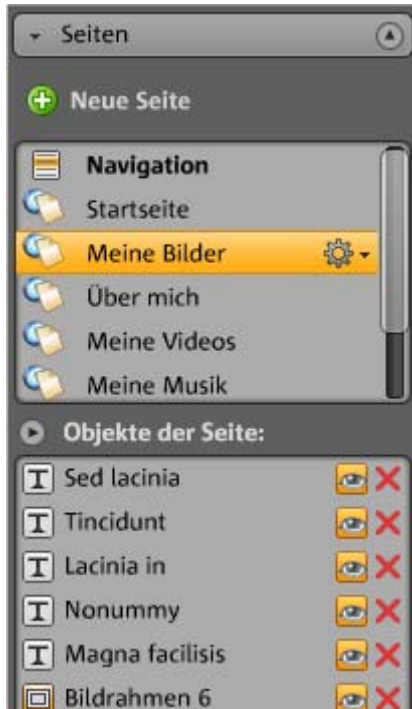 Seiten
Neue Seite
Navigation
Startseite
Meine Bilder
Über mich
Meine Videos
Meine Musik
Objekte der Seite:
Sed lacinia
Tincidunt
Lacinia in
Nonummy
Magna facilisis
Bildrahmen 6